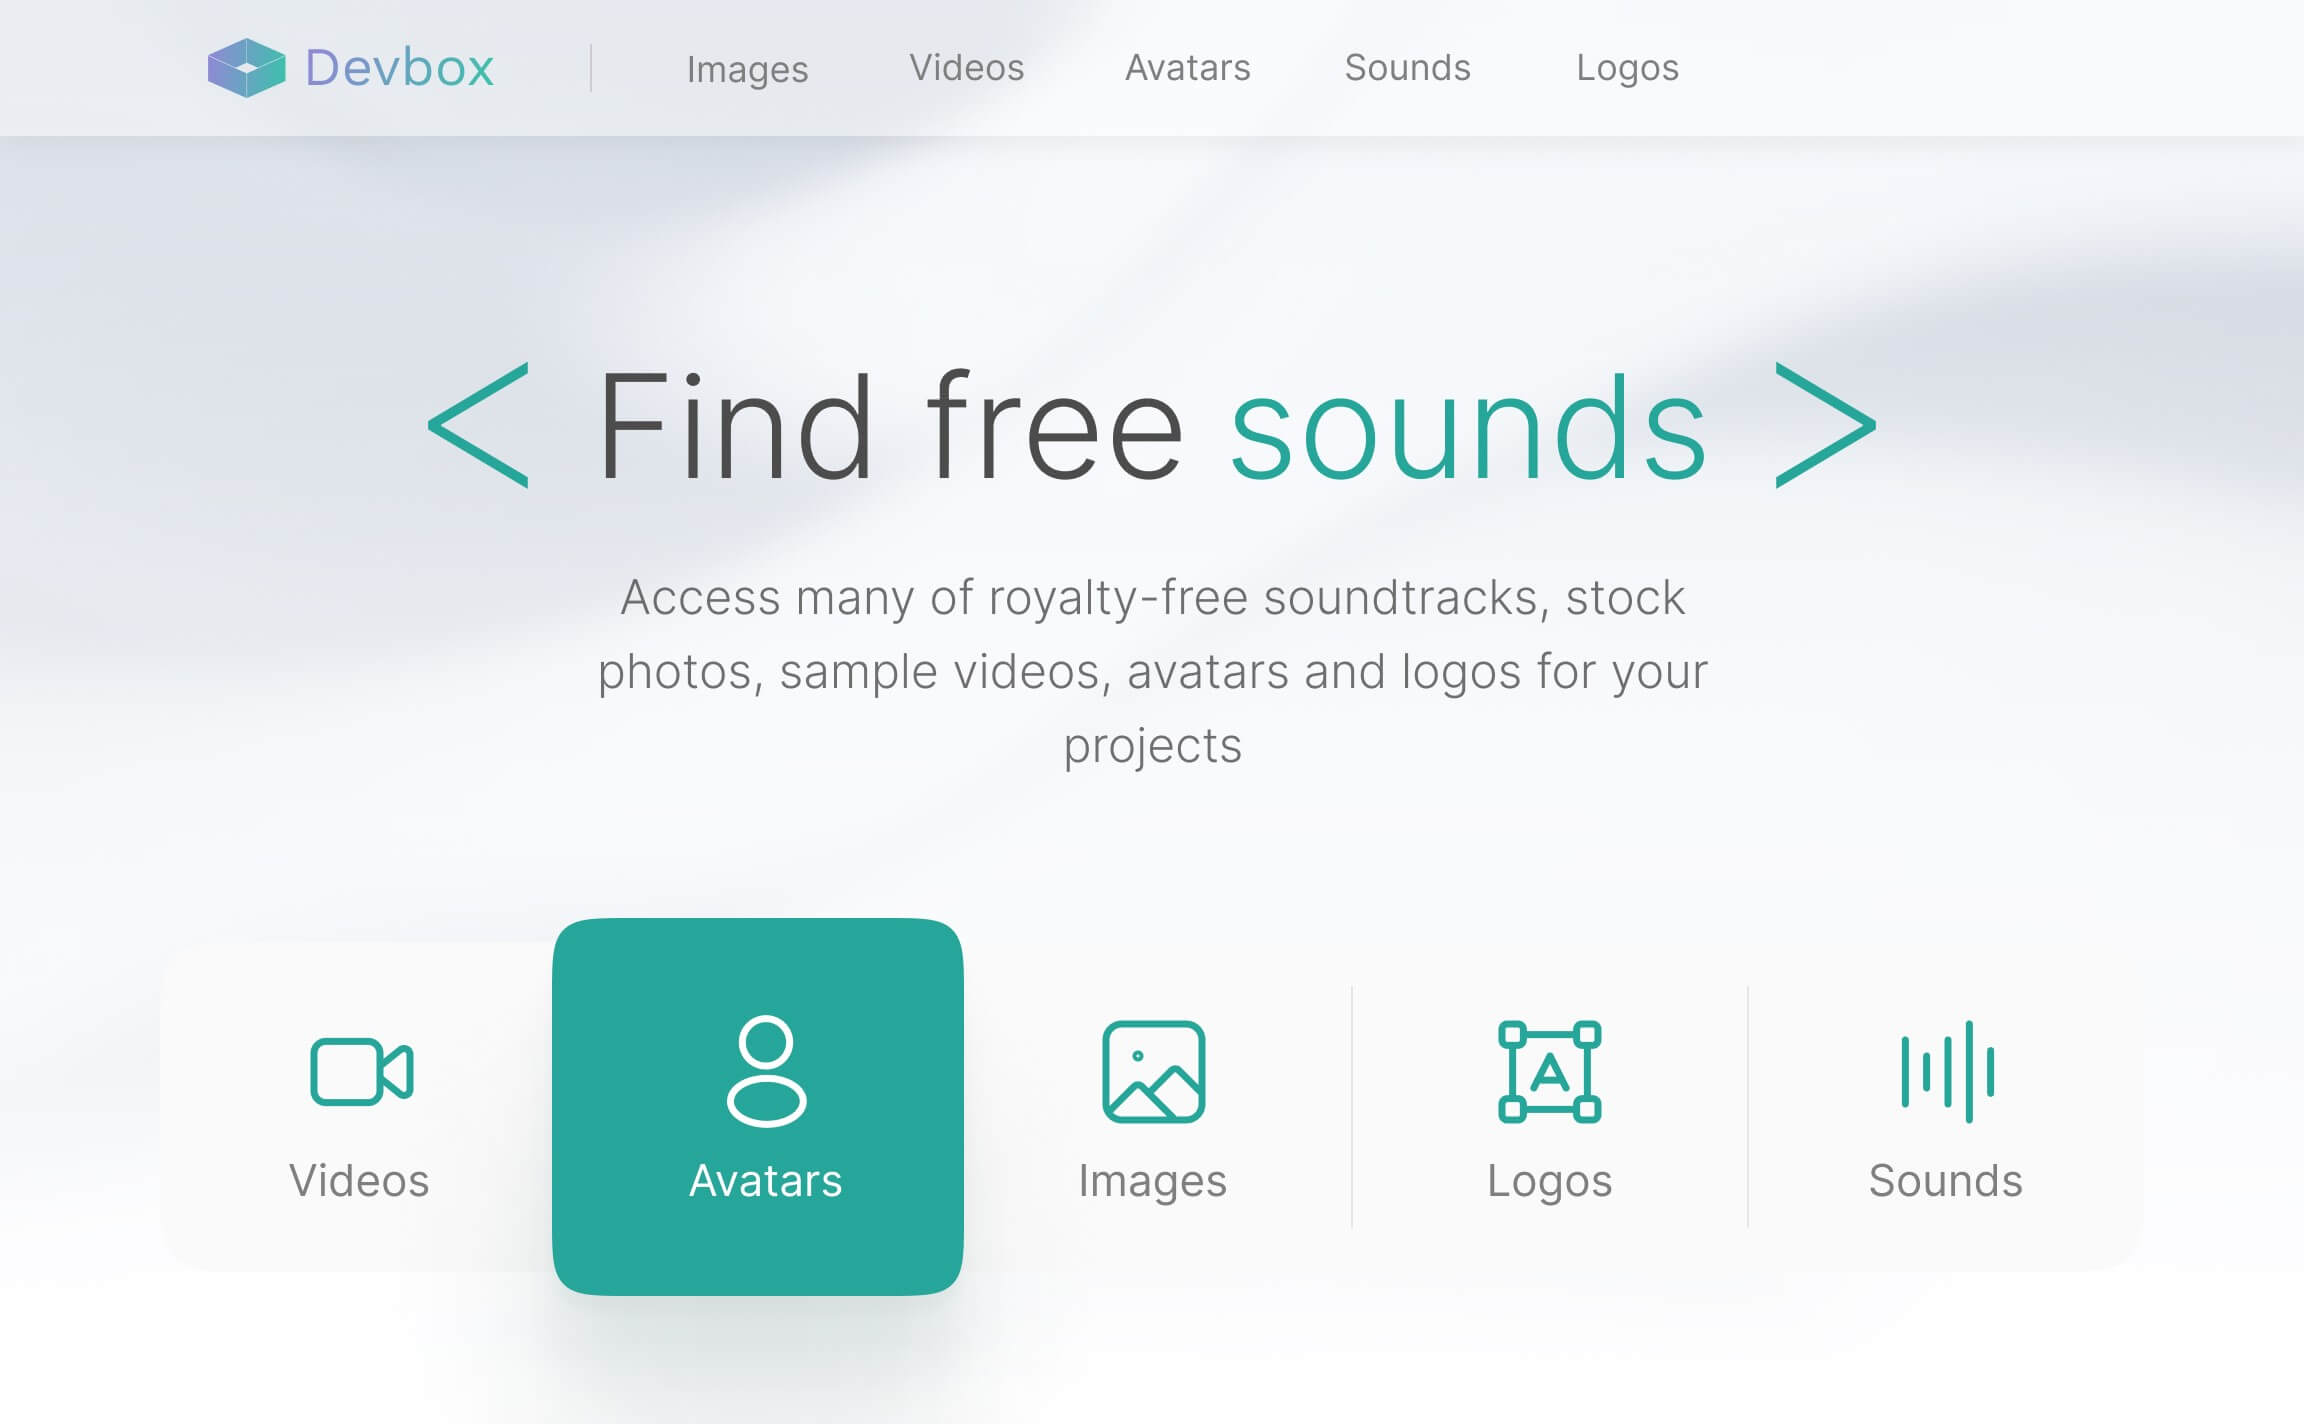 Devbox
Images
Videos
Avatars
Sounds
Logos
< Find free sounds >
Access many of royalty-free soundtracks, stock
photos, sample videos, avatars and logos for your
projects
A
Videos
Avatars
Images
Logos
Sounds